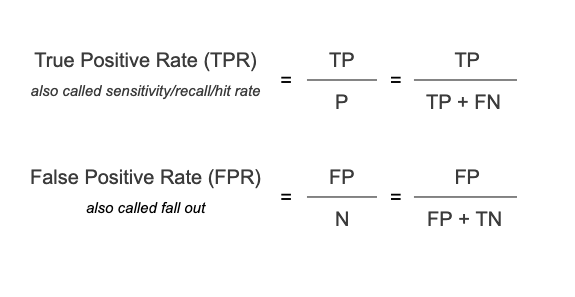 True Positive Rate (TPR) = TP / P = TP / TP + FN
also called sensitivity/recall/hit rate
False Positive Rate (FPR) = FP / N = FP / FP + TN
also called fall out